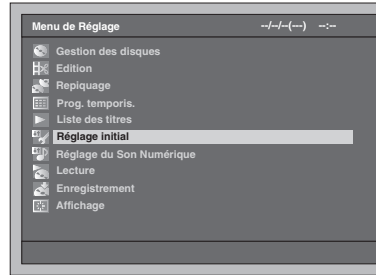 Menu de Réglage --/--/--(---) --:--
Gestion des disques
Edition
Repiquage
Prog. temporis.
Liste des titres
Réglage initial
Réglage du Son Numérique
Lecture
Enregistrement
Affichage